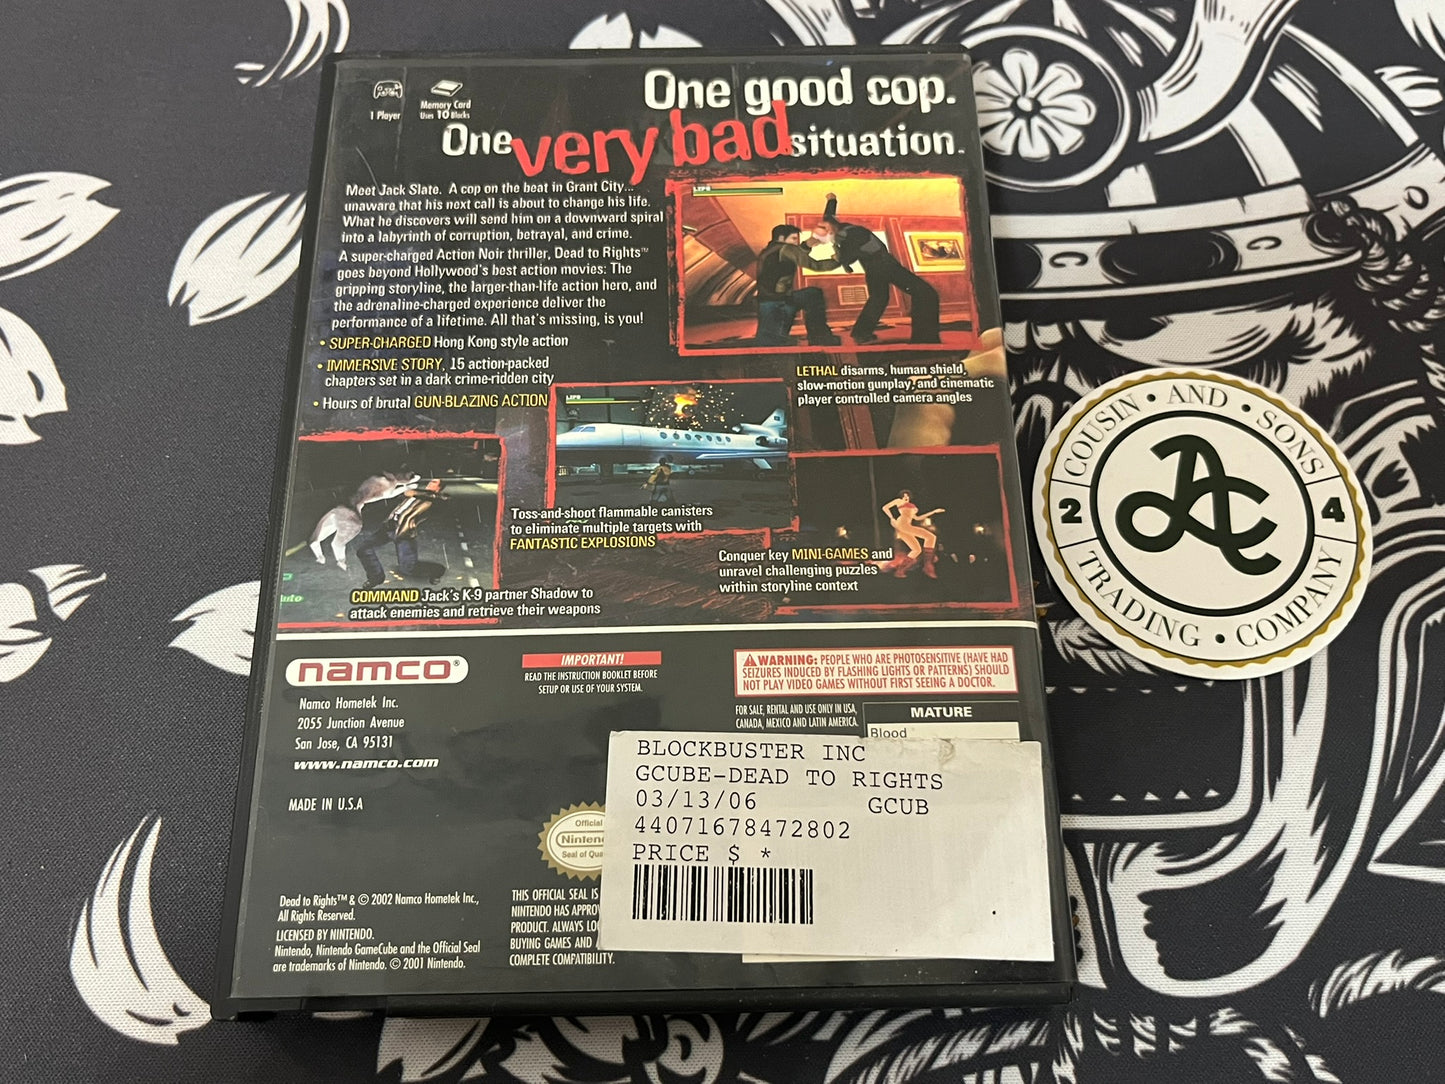 1 Player
Memory Card
Uses 10 Blocks
One good cop.
One very bad situation.
Meet Jack Slate. A cop on the beat in Grant City...
unaware that his next call is about to change his life.
What he discovers will send him on a downward spiral
into a labyrinth of corruption, betrayal, and crime.
A super-charged Action Noir thriller, Dead to Rights™
goes beyond Hollywood's best action movies: The
gripping storyline, the larger-than-life action hero, and
the adrenaline-charged experience deliver the
performance of a lifetime. All that's missing, is you!
• SUPER-CHARGED Hong Kong style action
• IMMERSIVE STORY, 15 action-packed
chapters set in a dark crime-ridden city
• Hours of brutal GUN-BLAZING ACTION
LETHAL disarms, human shield,
slow-motion gunplay, and cinematic
player controlled camera angles
Toss-and-shoot flammable canisters
to eliminate multiple targets with
FANTASTIC EXPLOSIONS
Conquer key MINI-GAMES and
unravel challenging puzzles
within storyline context
COMMAND Jack's K-9 partner Shadow to
attack enemies and retrieve their weapons
namco®
Namco Hometek Inc.
2055 Junction Avenue
San Jose, CA 95131
www.namco.com
MADE IN U.S.A
IMPORTANT!
READ THE INSTRUCTION BOOKLET BEFORE
SETUP OR USE OF YOUR SYSTEM.
WARNING: PEOPLE WHO ARE PHOTOSENSITIVE (HAVE HAD
SEIZURES INDUCED BY FLASHING LIGHTS OR PATTERNS) SHOULD
NOT PLAY VIDEO GAMES WITHOUT FIRST SEEING A DOCTOR.
FOR SALE, RENTAL AND USE ONLY IN USA,
CANADA, MEXICO AND LATIN AMERICA.
MATURE
Blood
BLOCKBUSTER INC
GCUBE-DEAD TO RIGHTS
03/13/06 GCUB
44071678472802
PRICE $ *
Official
Ninten
Seal of Qua
Dead to Rights™ & © 2002 Namco Hometek Inc.,
All Rights Reserved.
LICENSED BY NINTENDO.
Nintendo, Nintendo GameCube and the Official Seal
are trademarks of Nintendo. © 2001 Nintendo.
THIS OFFICIAL SEAL IS
NINTENDO HAS APPROV
PRODUCT. ALWAYS LO
BUYING GAMES AND
COMPLETE COMPATIBILITY.
COUSIN • AND • SONS
2 4
TRADING • COMPANY